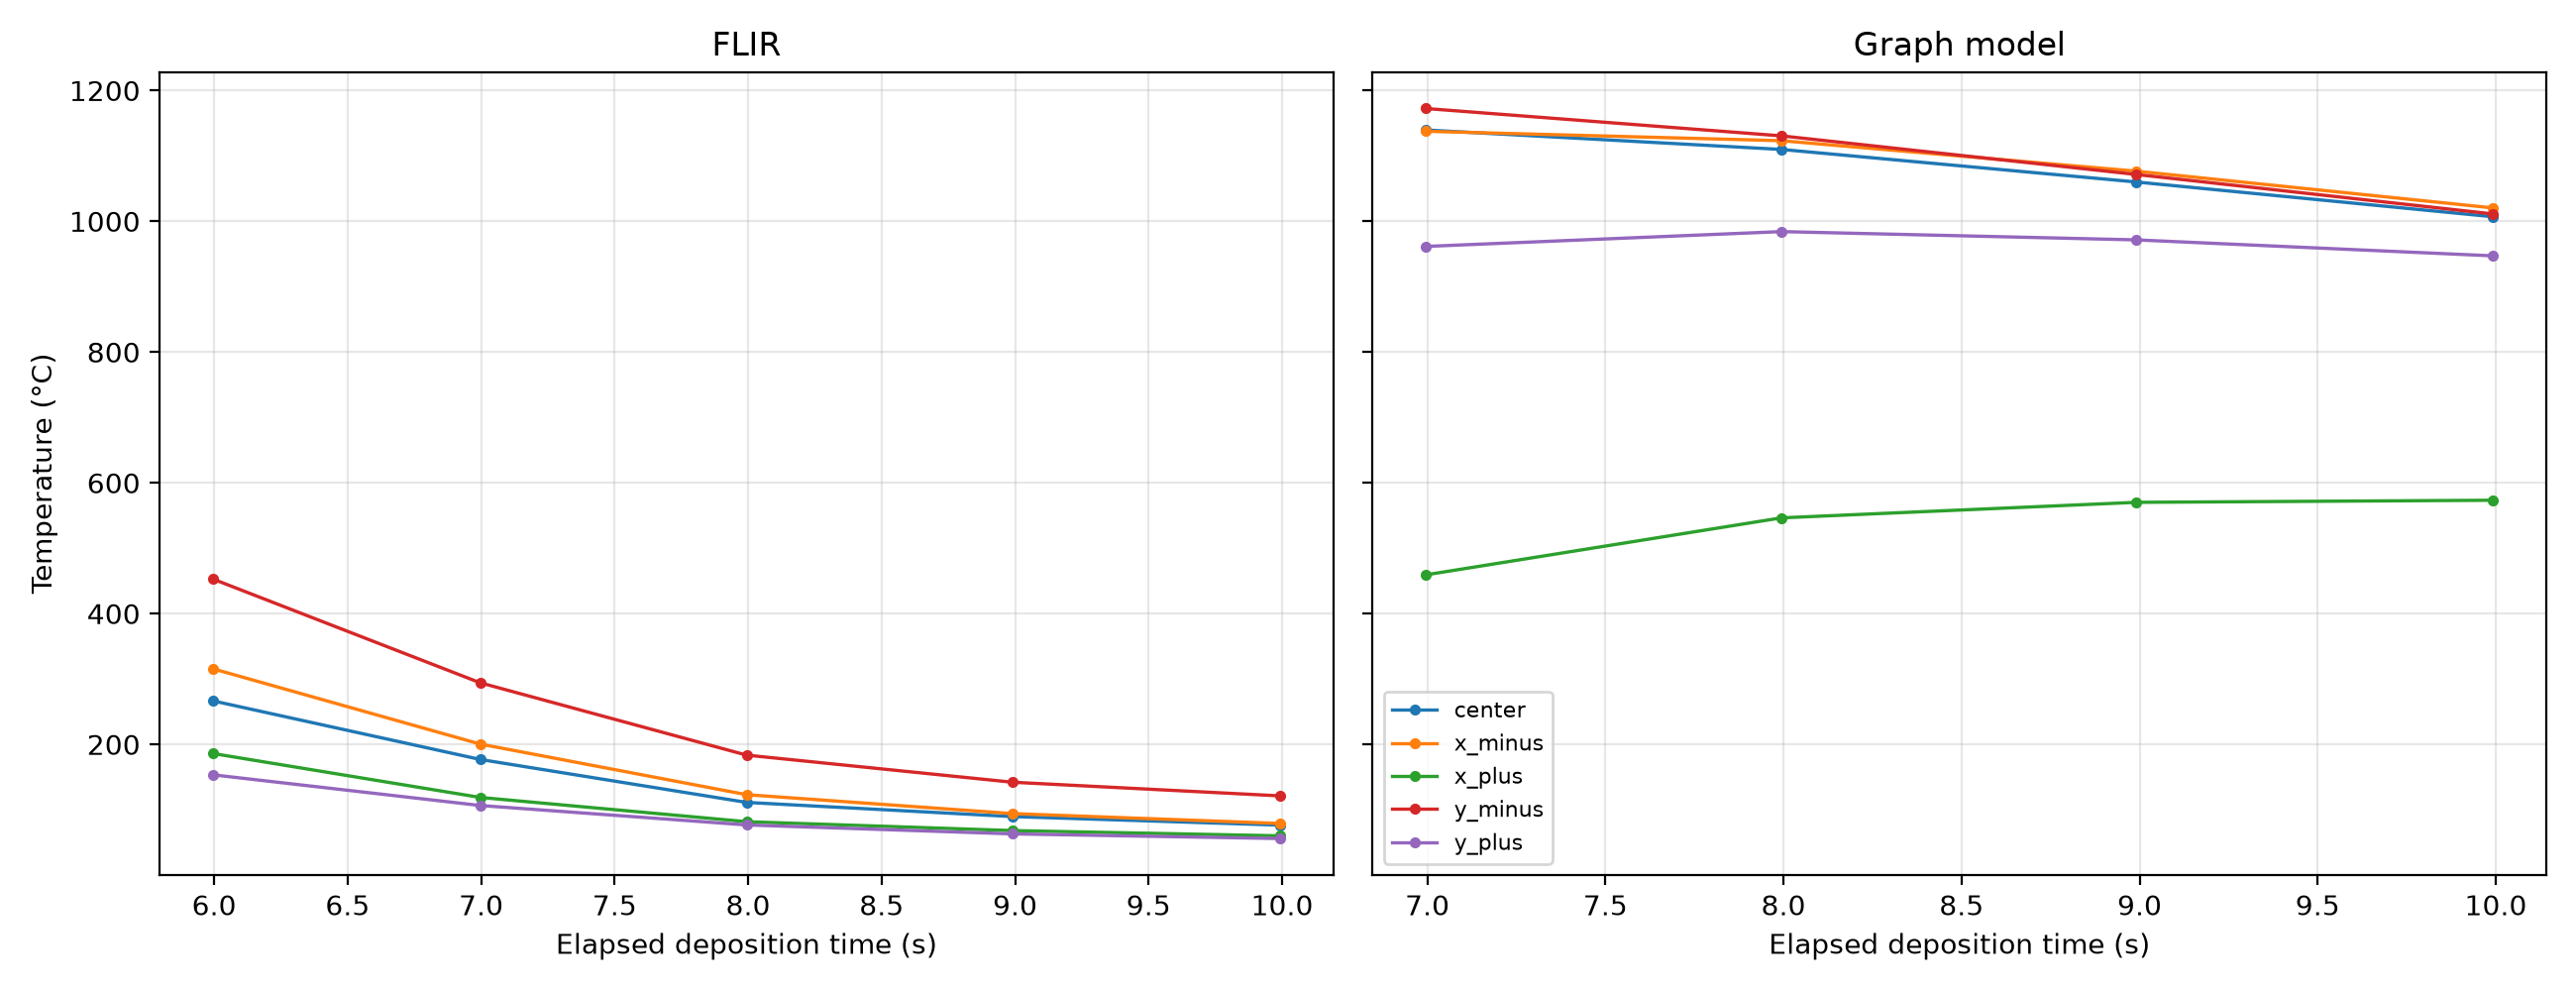 FLIR
Graph model
Temperature (°C)
1200
1000
800
600
400
200
6.0 6.5 7.0 7.5 8.0 8.5 9.0 9.5 10.0
Elapsed deposition time (s)
center
x_minus
x_plus
y_minus
y_plus
7.0 7.5 8.0 8.5 9.0 9.5 10.0
Elapsed deposition time (s)